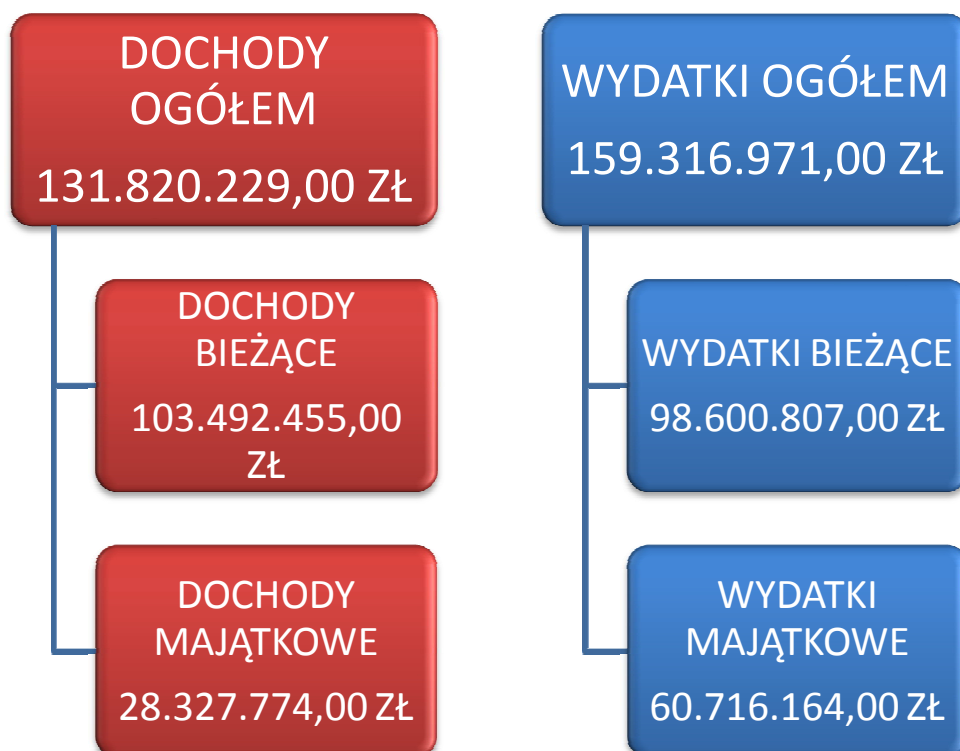 DOCHODY
OGÓŁEM
131.820.229,00 ZŁ
DOCHODY
BIEŻĄCE
103.492.455,00
ZŁ
DOCHODY
MAJĄTKOWE
28.327.774,00 ZŁ
WYDATKI OGÓŁEM
159.316.971,00 ZŁ
WYDATKI BIEŻĄCE
98.600.807,00 ZŁ
WYDATKI
MAJĄTKOWE
60.716.164,00 ZŁ